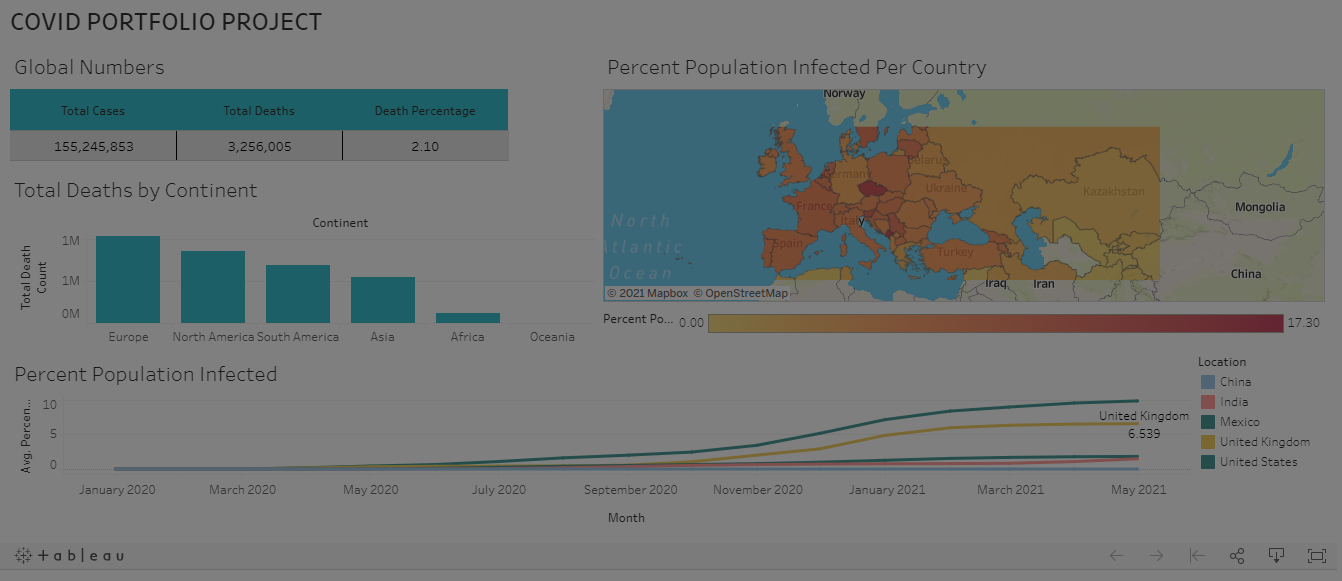 COVID PORTFOLIO PROJECT
Global Numbers
Total Cases Total Deaths Death Percentage
155,245,853 3,256,005 2.10
Total Deaths by Continent
Continent
Total Death
Count
1M
1M
0M
Europe North America South America Asia Africa Oceania
Percent Population Infected Per Country
Norway
Belarus
Germany
Ukraine
Kazakhstan
France
Italy
Mongolia
North
Atlantic
Ocean
Spain
Turkey
China
Iraq Iran
© 2021 Mapbox © OpenStreetMap
Percent Po... 0.00 17.30
Percent Population Infected
Avg. Percen...
10
5
0
United Kingdom
6.539
January 2020 March 2020 May 2020 July 2020 September 2020 November 2020 January 2021 March 2021 May 2021
Month
Location
China
India
Mexico
United Kingdom
United States
+ableau